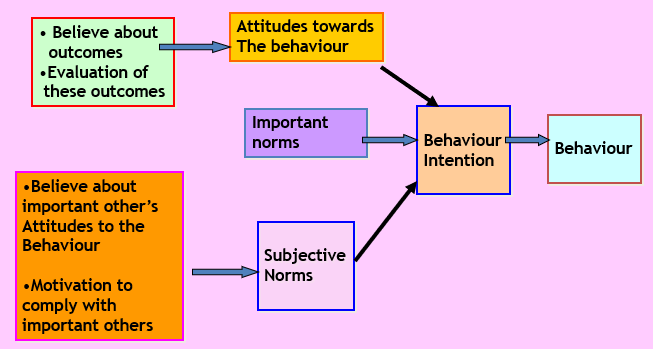 • Believe about
outcomes
•Evaluation of
these outcomes
Attitudes towards
The behaviour
Important
norms
Behaviour
Intention
Behaviour
•Believe about
important other's
Attitudes to the
Behaviour
•Motivation to
comply with
important others
Subjective
Norms